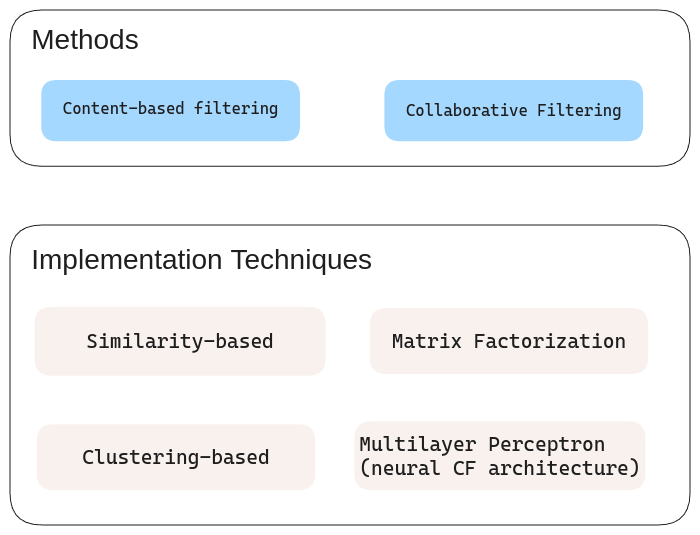 Methods
Content-based filtering
Collaborative Filtering
Implementation Techniques
Similarity-based
Matrix Factorization
Clustering-based
Multilayer Perceptron
(neural CF architecture)